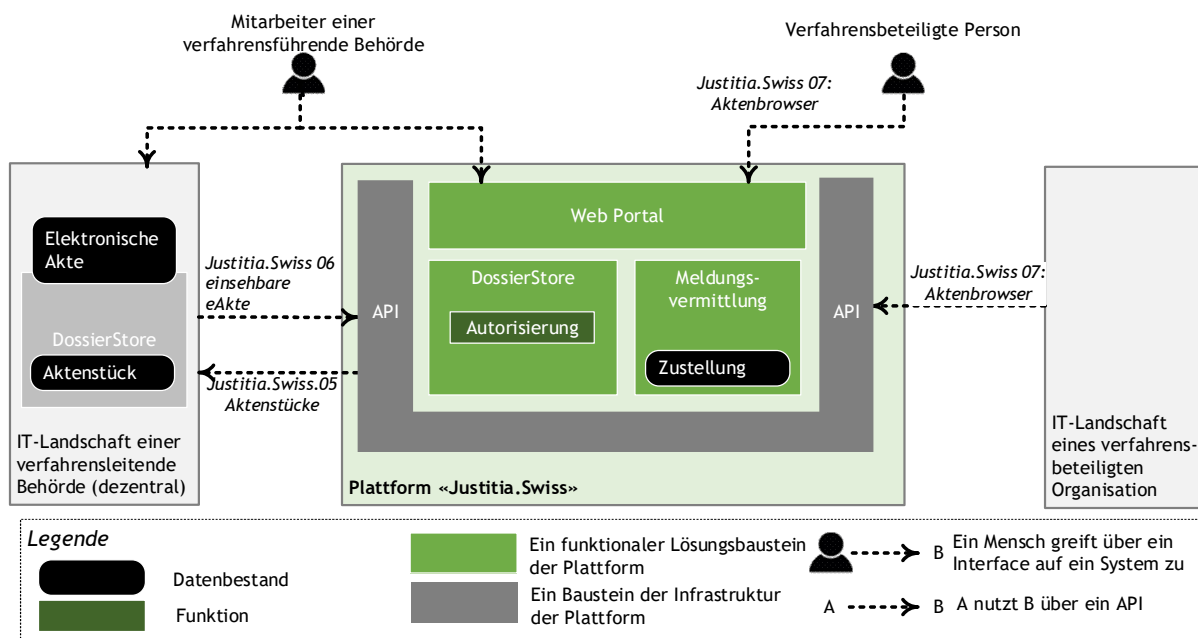 Mitarbeiter einer
verfahrensführende Behörde
Verfahrensbeteiligte Person
Justitia.Swiss 07:
Aktenbrowser
Web Portal
Elektronische
Akte
DossierStore
Aktenstück
IT-Landschaft einer
verfahrensleitende
Behörde (dezentral)
Justitia.Swiss 06
einsehbare
eAkte
Justitia.Swiss.05
Aktenstücke
API
DossierStore
Autorisierung
Meldungs-
vermittlung
Zustellung
API
Plattform «Justitia.Swiss»
Justitia.Swiss 07:
Aktenbrowser
IT-Landschaft
eines verfahrens-
beteiligten
Organisation
Legende
Datenbestand
Funktion
Ein funktionaler Lösungsbaustein
der Plattform
Ein Baustein der Infrastruktur
der Plattform
B
Ein Mensch greift über ein
Interface auf ein System zu
A
B
A nutzt B über ein API